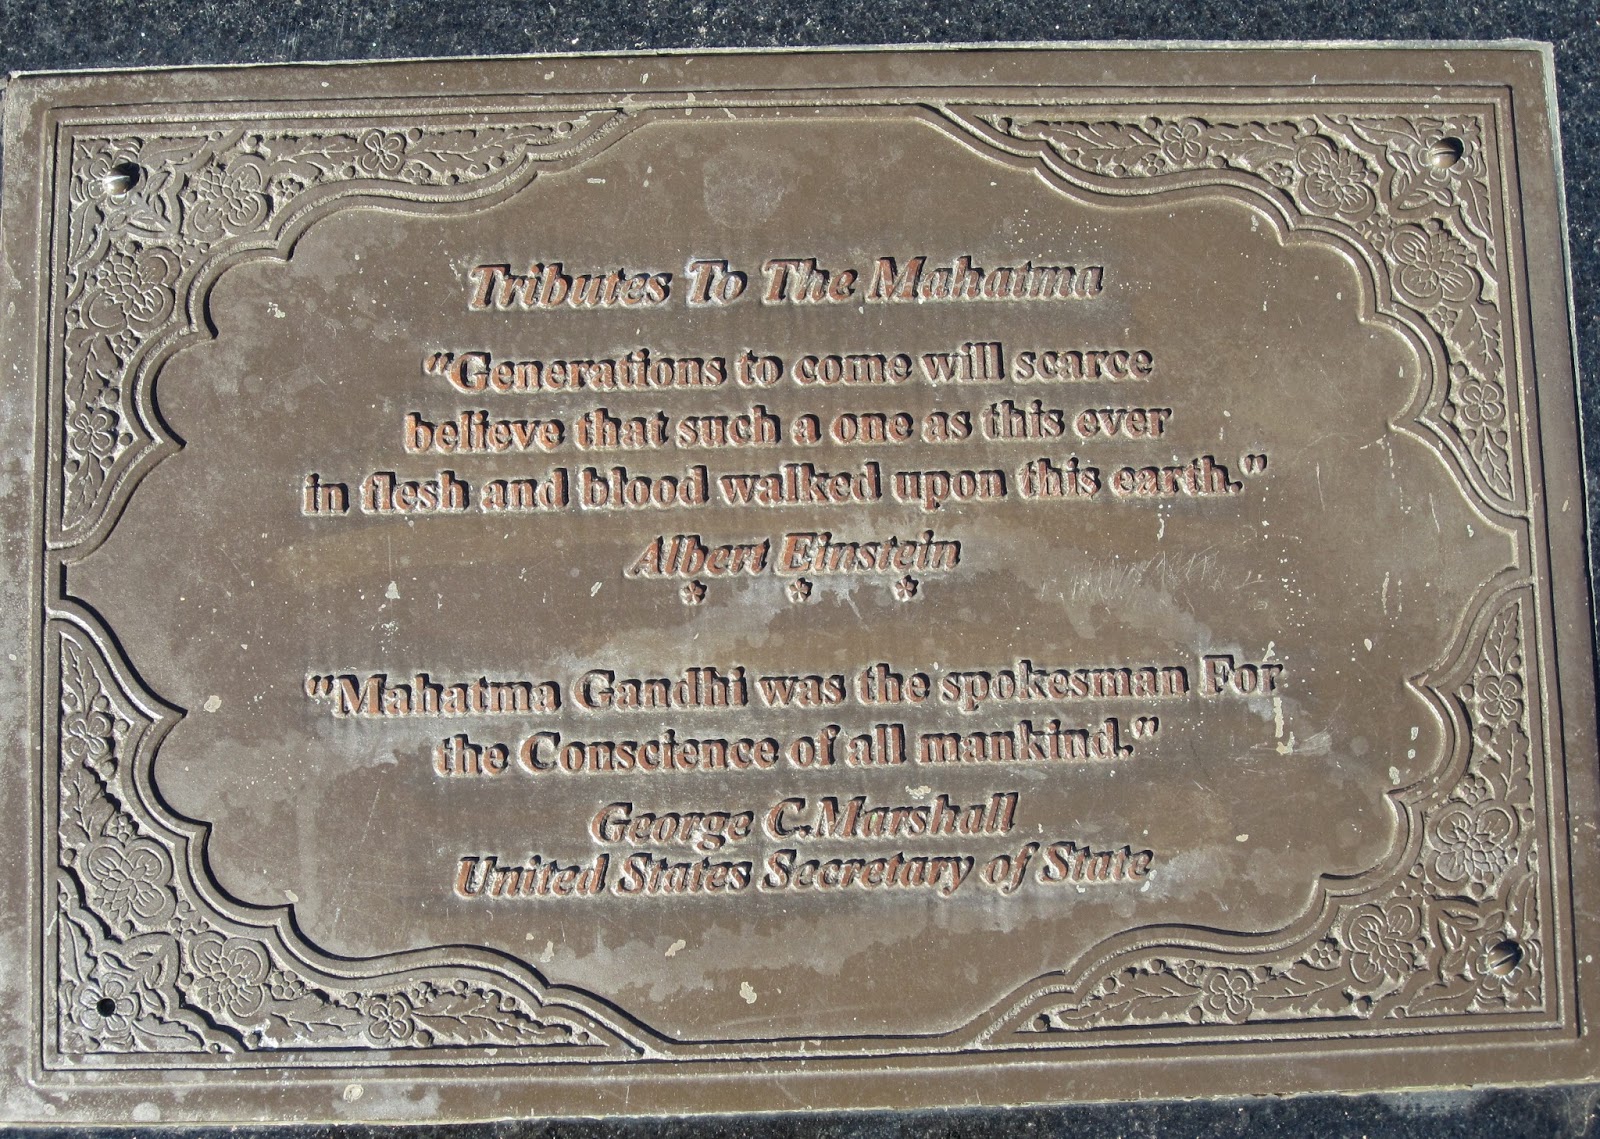 Tributes To The Mahatma
"Generations to come will scarce
believe that such a one as this ever
in flesh and blood walked upon this earth."
Albert Einstein
* * *
"Mahatma Gandhi was the spokesman For
the Conscience of all mankind."
George C.Marshall
United States Secretary of State